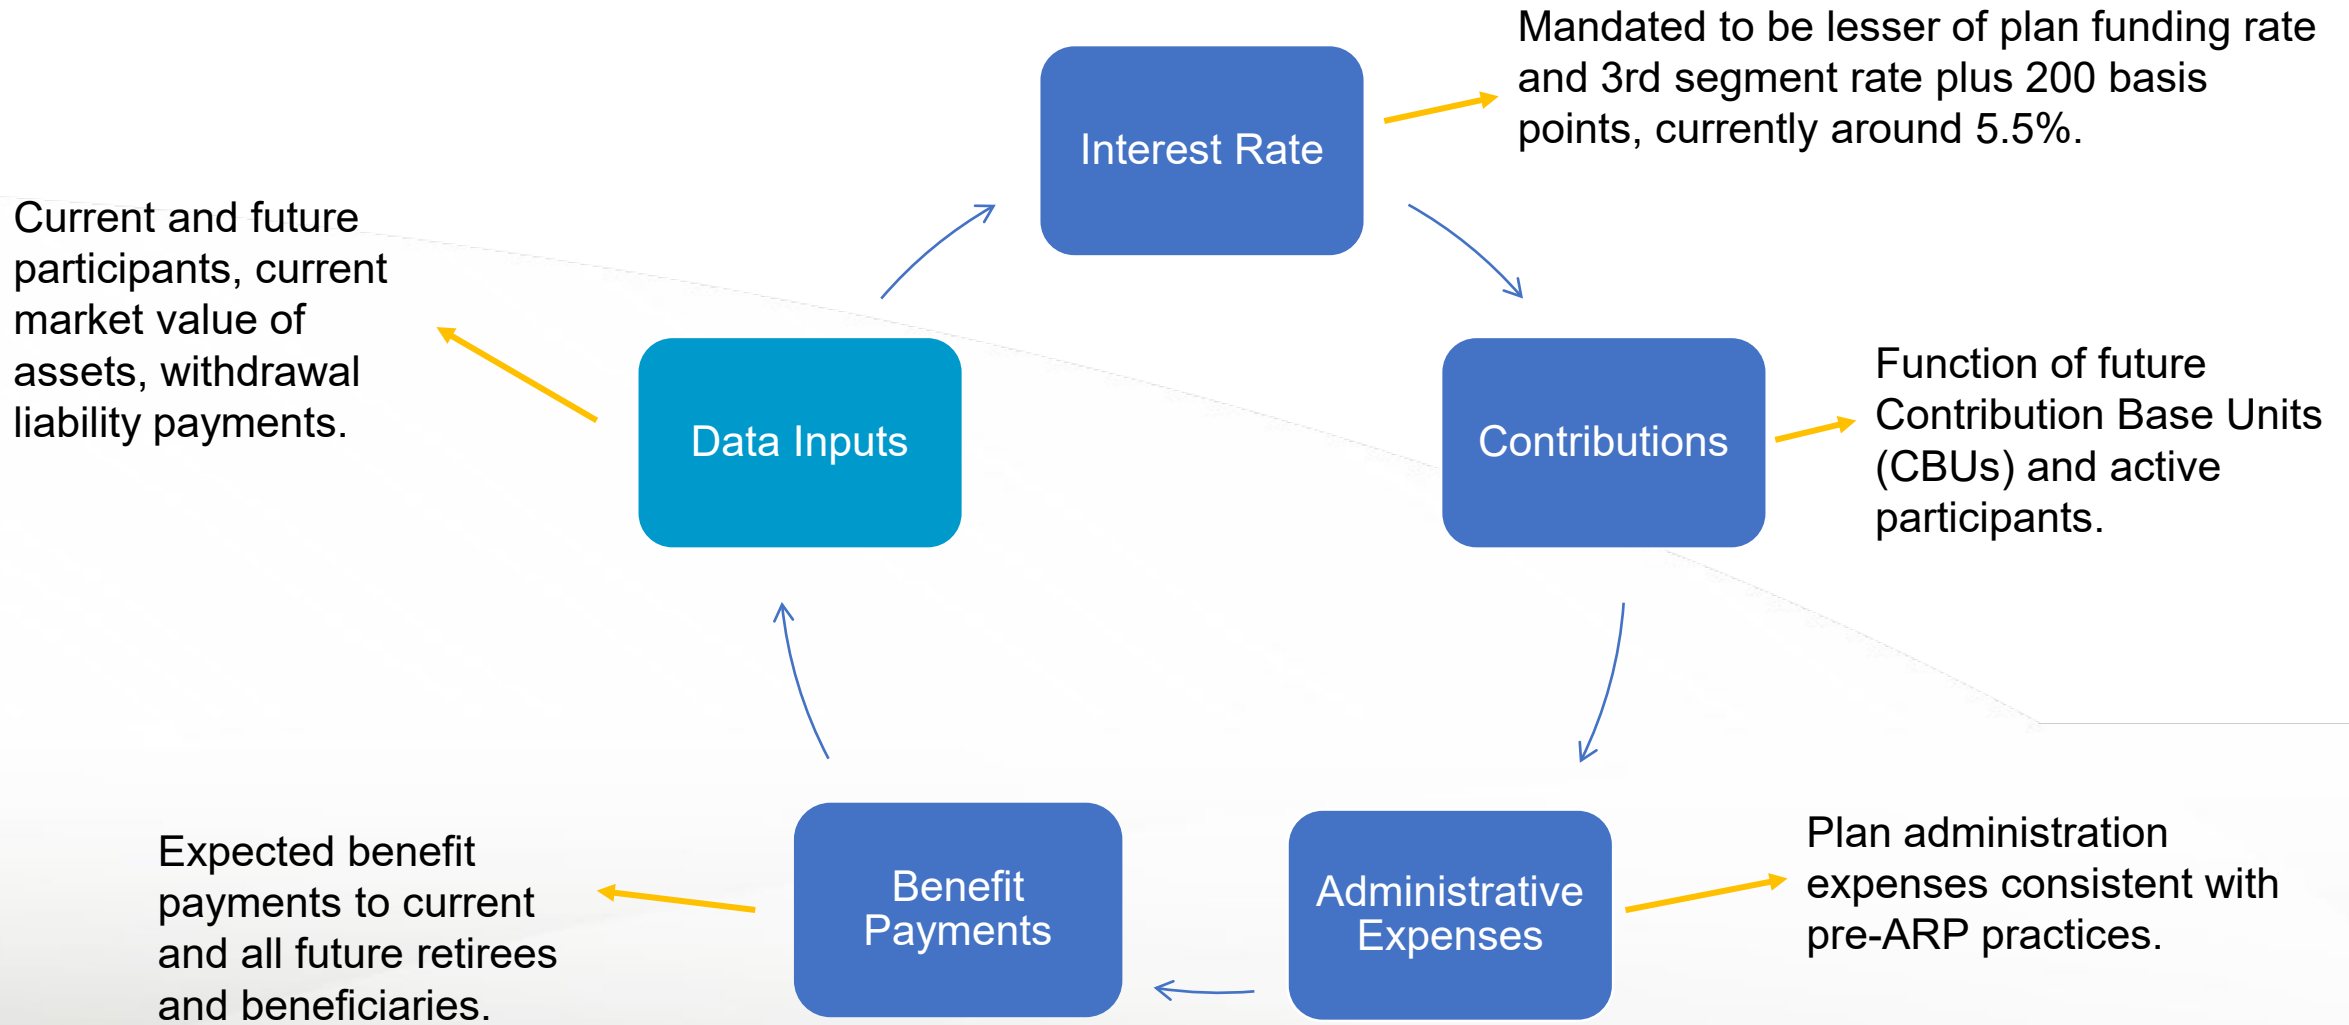 Interest Rate
Mandated to be lesser of plan funding rate
and 3rd segment rate plus 200 basis
points, currently around 5.5%.
Contributions
Function of future
Contribution Base Units
(CBUs) and active
participants.
Administrative
Expenses
Plan administration
expenses consistent with
pre-ARP practices.
Benefit
Payments
Expected benefit
payments to current
and all future retirees
and beneficiaries.
Data Inputs
Current and future
participants, current
market value of
assets, withdrawal
liability payments.